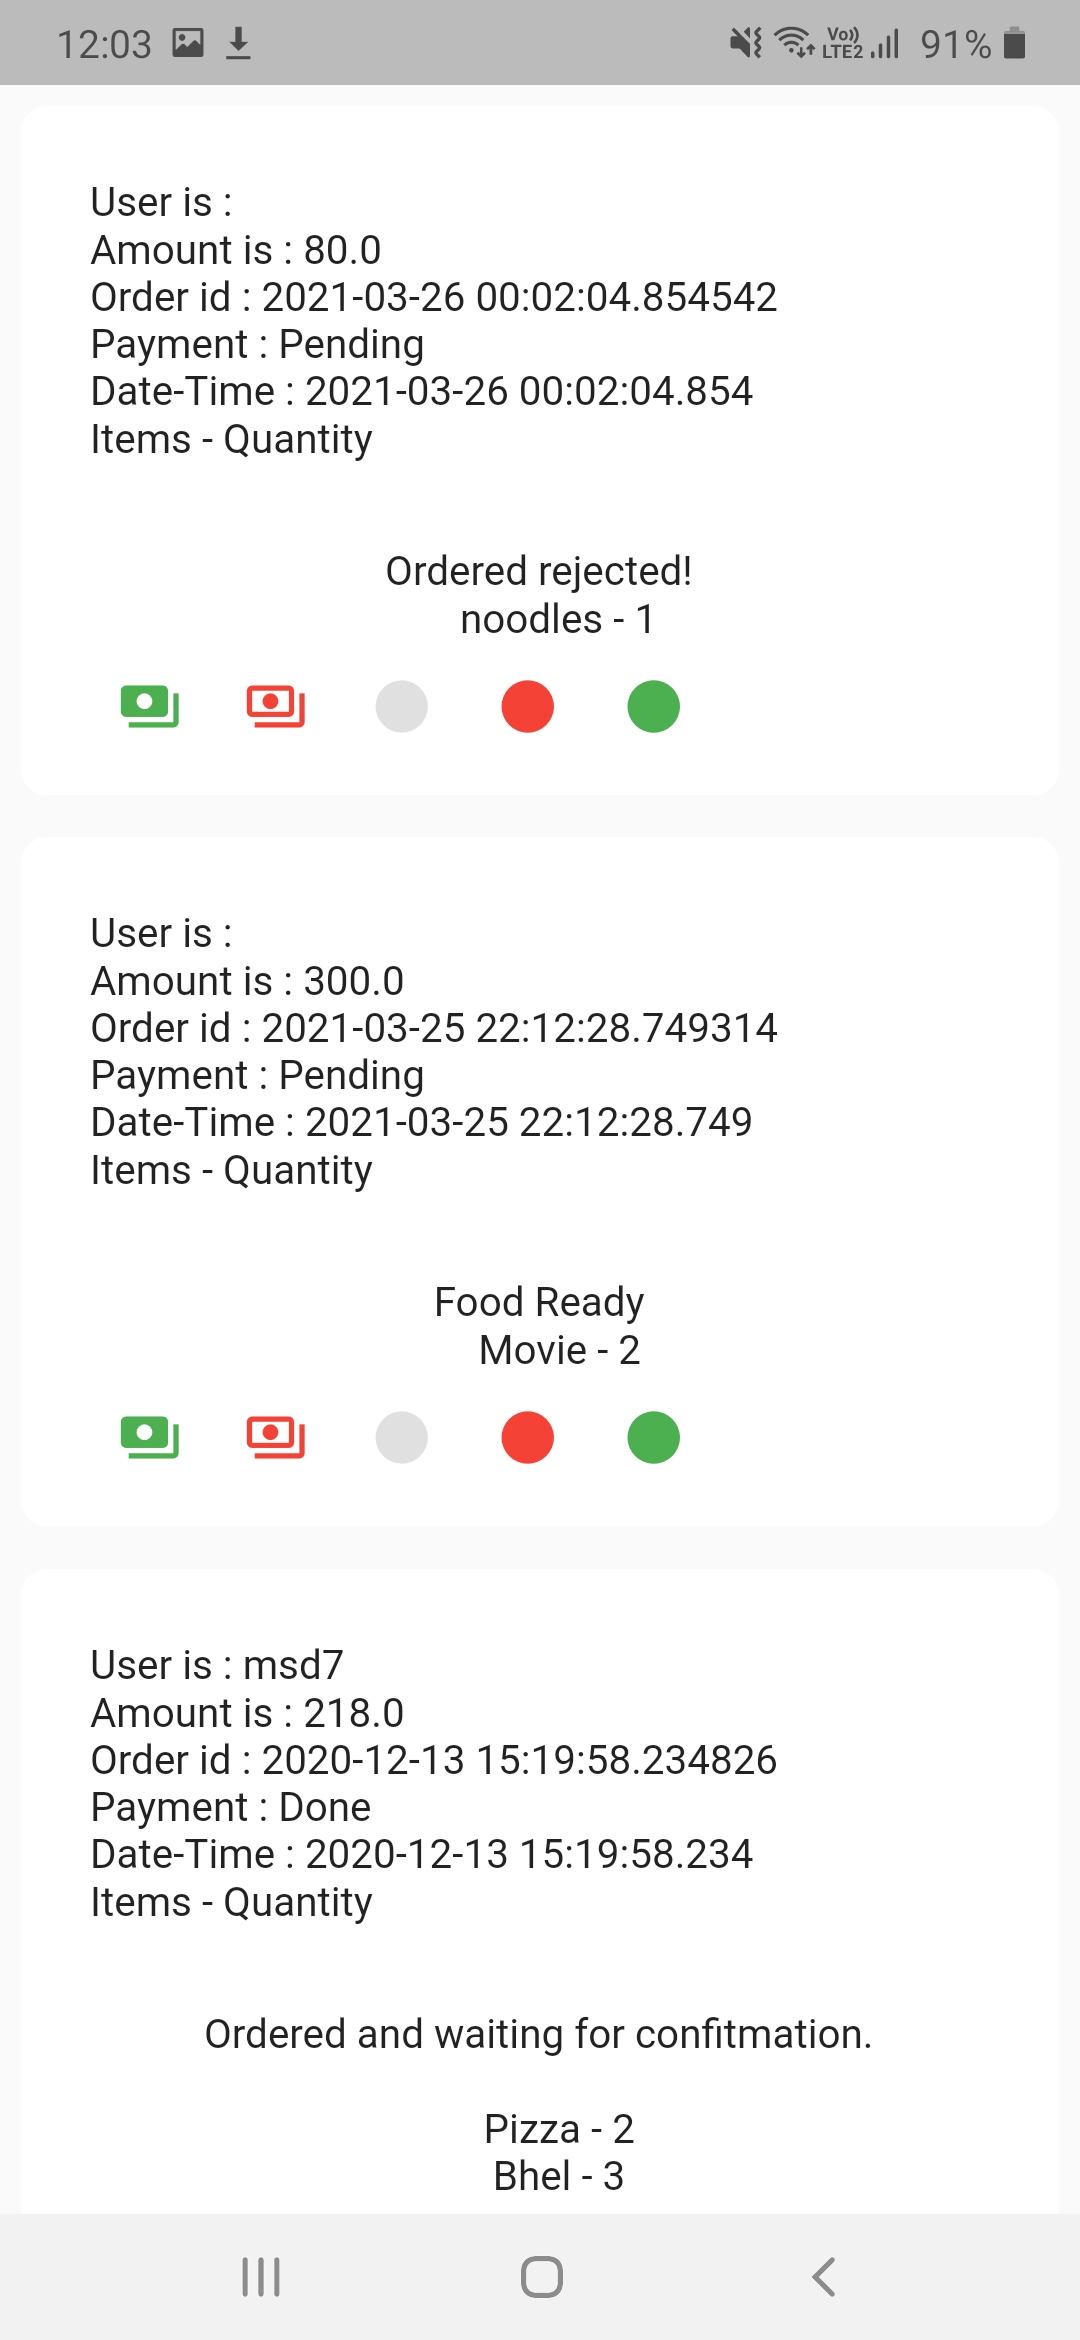 12:03 Vo)) LTE2 91%
User is :
Amount is : 80.0
Order id : 2021-03-26 00:02:04.854542
Payment : Pending
Date-Time : 2021-03-26 00:02:04.854
Items - Quantity
Ordered rejected!
noodles - 1
User is :
Amount is : 300.0
Order id : 2021-03-25 22:12:28.749314
Payment : Pending
Date-Time : 2021-03-25 22:12:28.749
Items - Quantity
Food Ready
Movie - 2
User is : msd7
Amount is : 218.0
Order id : 2020-12-13 15:19:58.234826
Payment : Done
Date-Time : 2020-12-13 15:19:58.234
Items - Quantity
Ordered and waiting for confitmation.
Pizza - 2
Bhel - 3